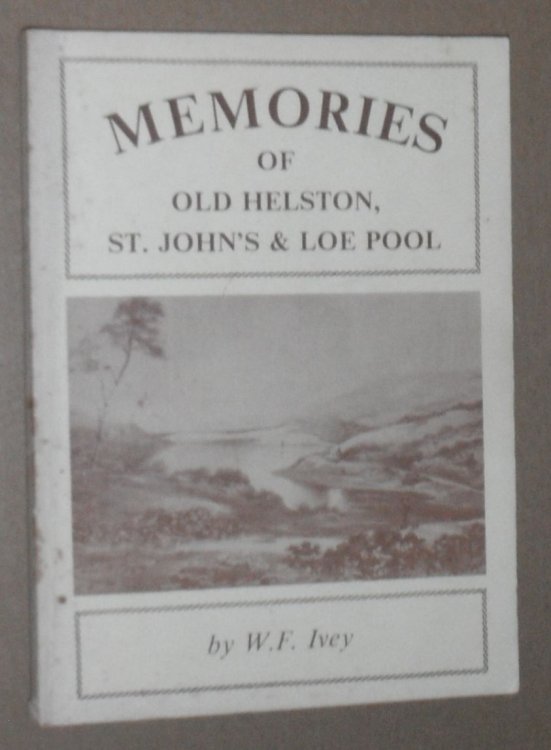 MEMORIES
OF
OLD HELSTON,
ST. JOHN'S & LOE POOL
by W.F. Ivey